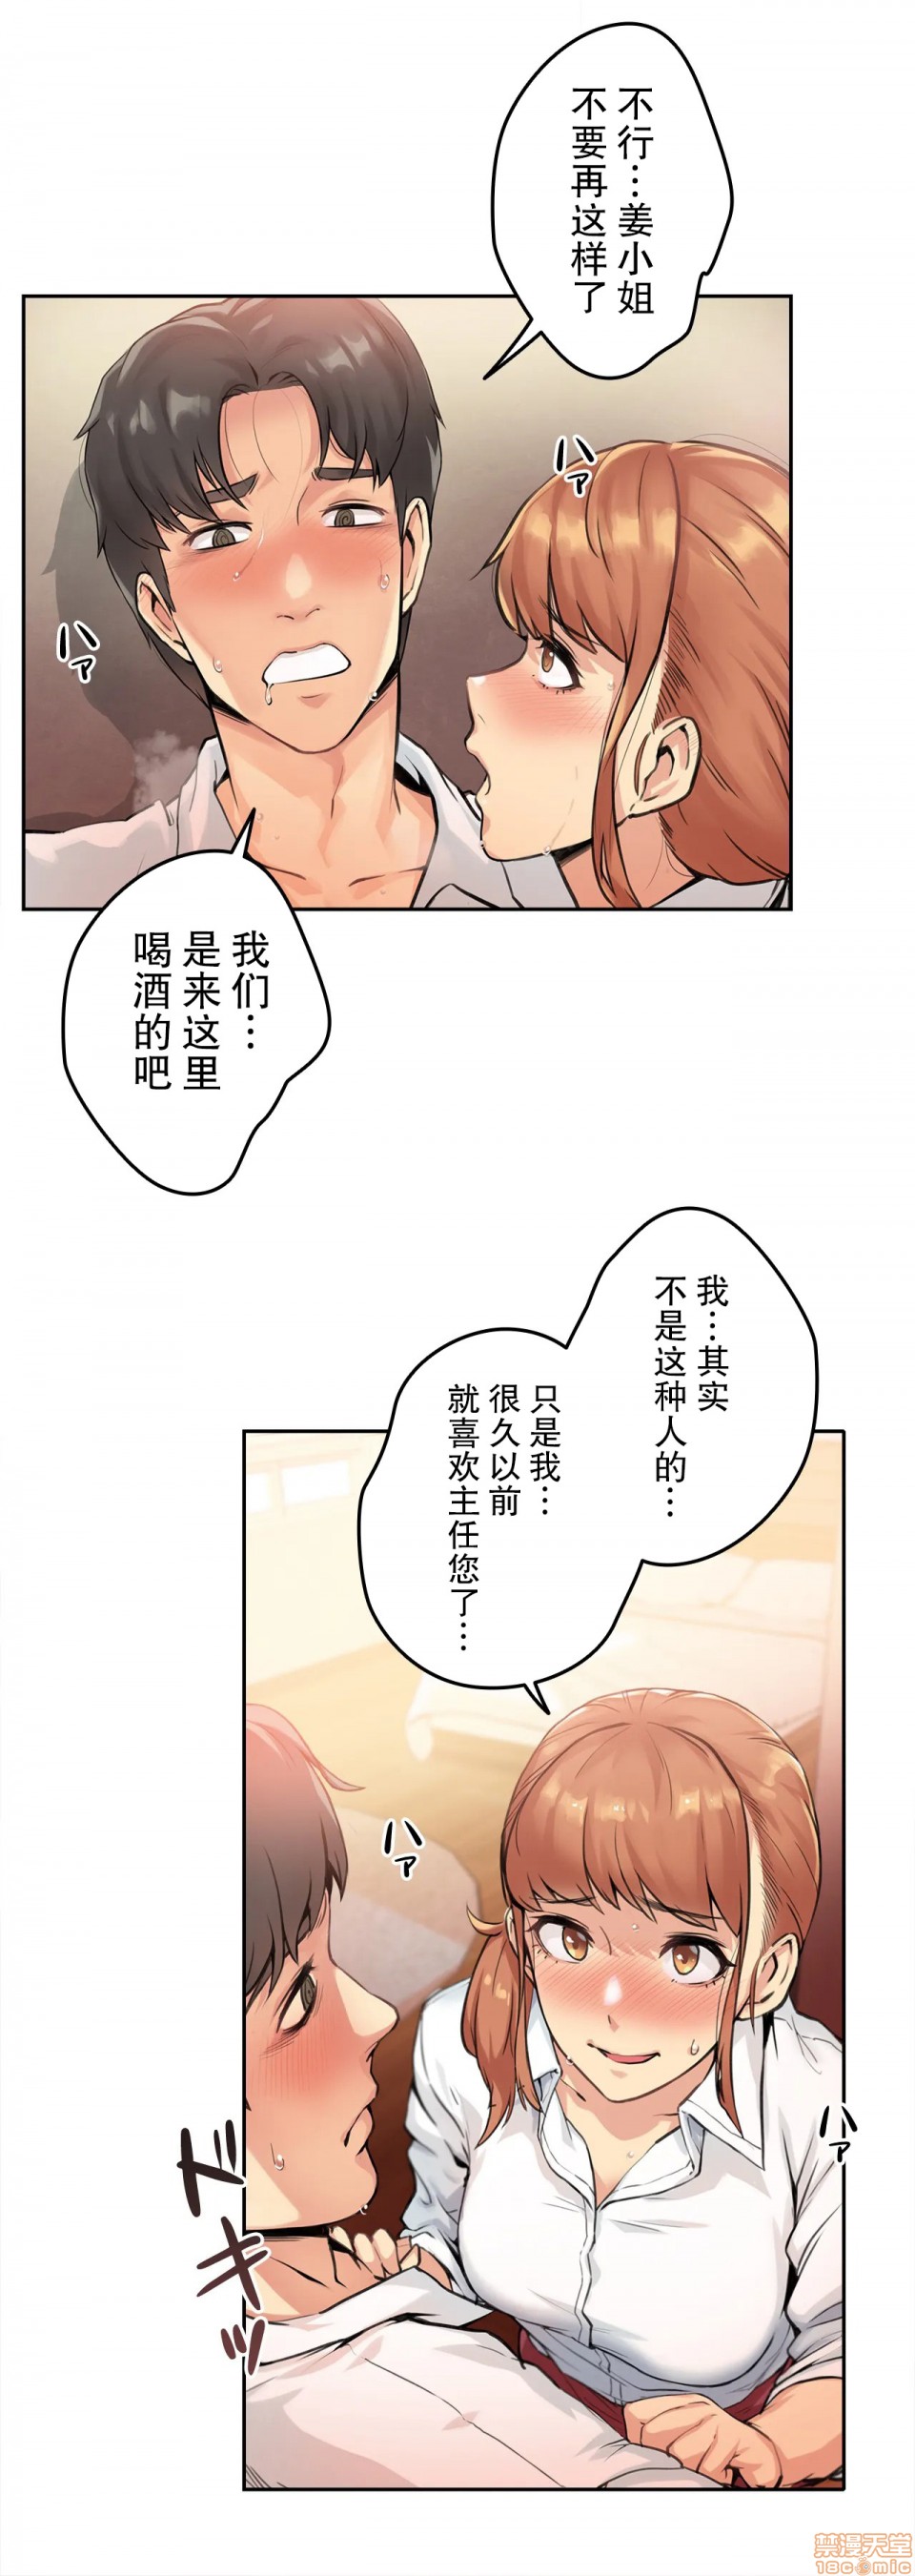 不行…姜小姐
不要再这样了
ハァ
ハァ
我们…
是来这里
喝酒的吧
我…其实
不是这种人的…
只是我…
很久以前
就喜欢主任您了…
ハァ
ハァ
ドキッ
禁漫天堂
18comic